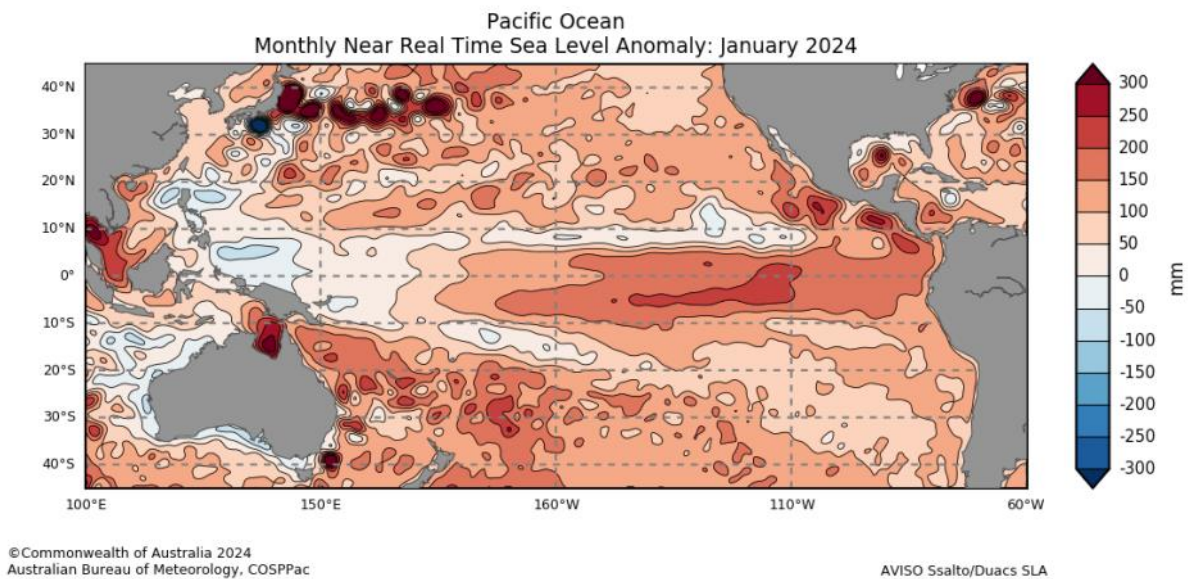 Pacific Ocean
Monthly Near Real Time Sea Level Anomaly: January 2024
40°N
30°N
20°N
10°N
0°
10°S
20°S
30°S
40°S
100°E
150°E
160°W
110°W
60°W
300
250
200
150
100
50
0
-50
-100
-150
-200
-250
-300
mm
©Commonwealth of Australia 2024
Australian Bureau of Meteorology, COSPPac
AVISO Ssalto/Duacs SLA